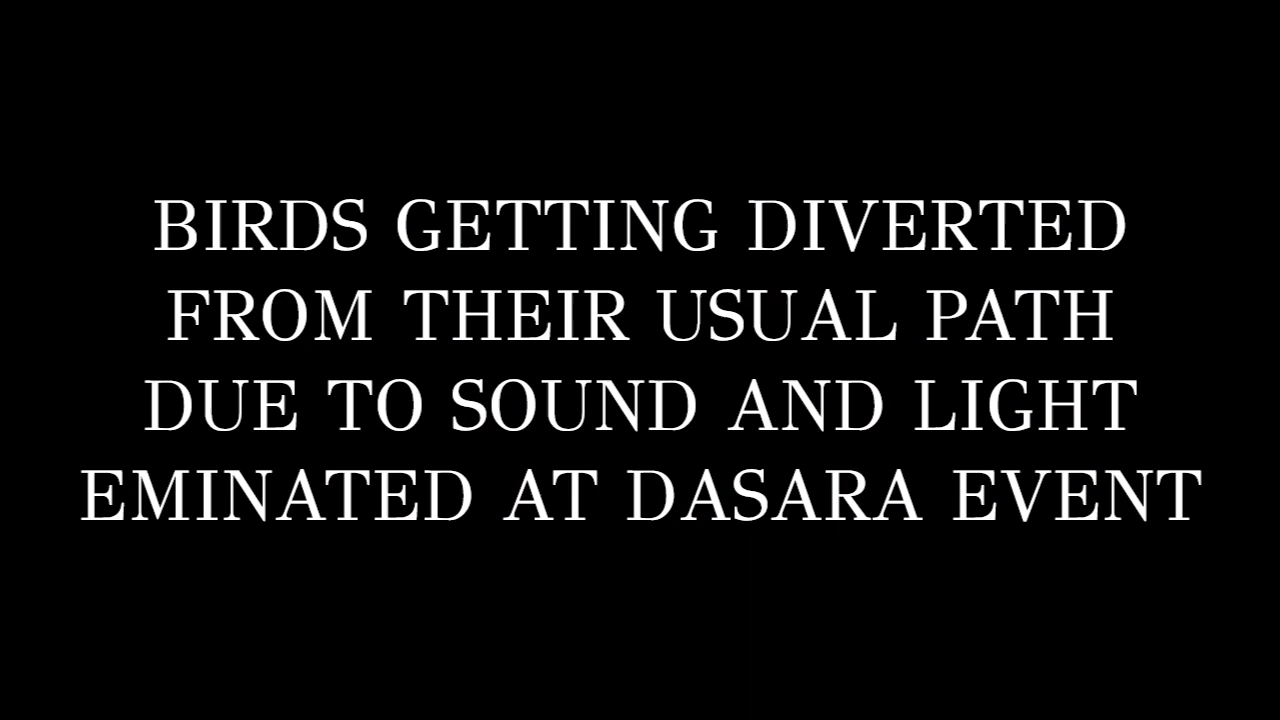 BIRDS GETTING DIVERTED
FROM THEIR USUAL PATH
DUE TO SOUND AND LIGHT
EMINATED AT DASARA EVENT